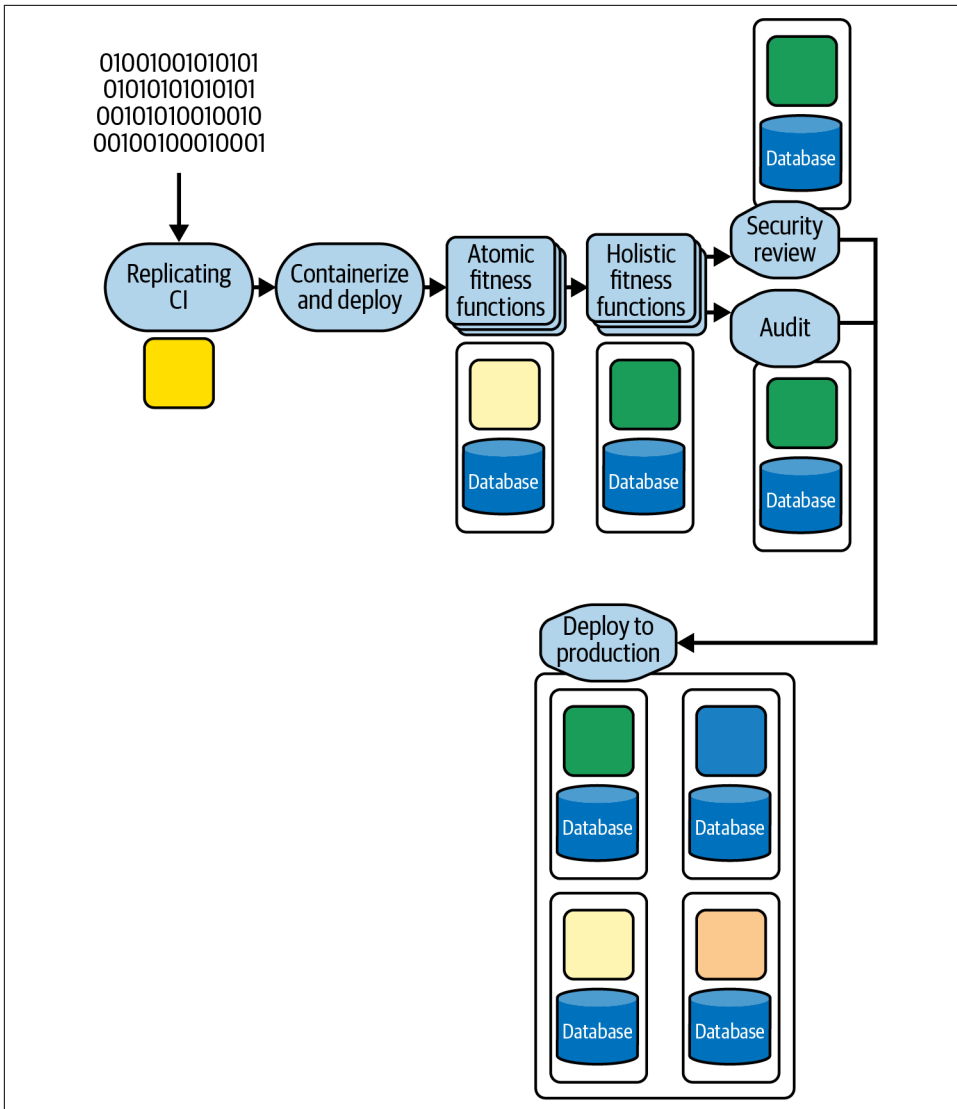 01001001010101
01010101010101
00101010010010
00100100010001
Replicating
CI
Containerize
and deploy
Atomic
fitness
functions
Holistic
fitness
functions
Database
Security
review
Audit
Database
Database
Database
Deploy to
production
Database
Database
Database
Database